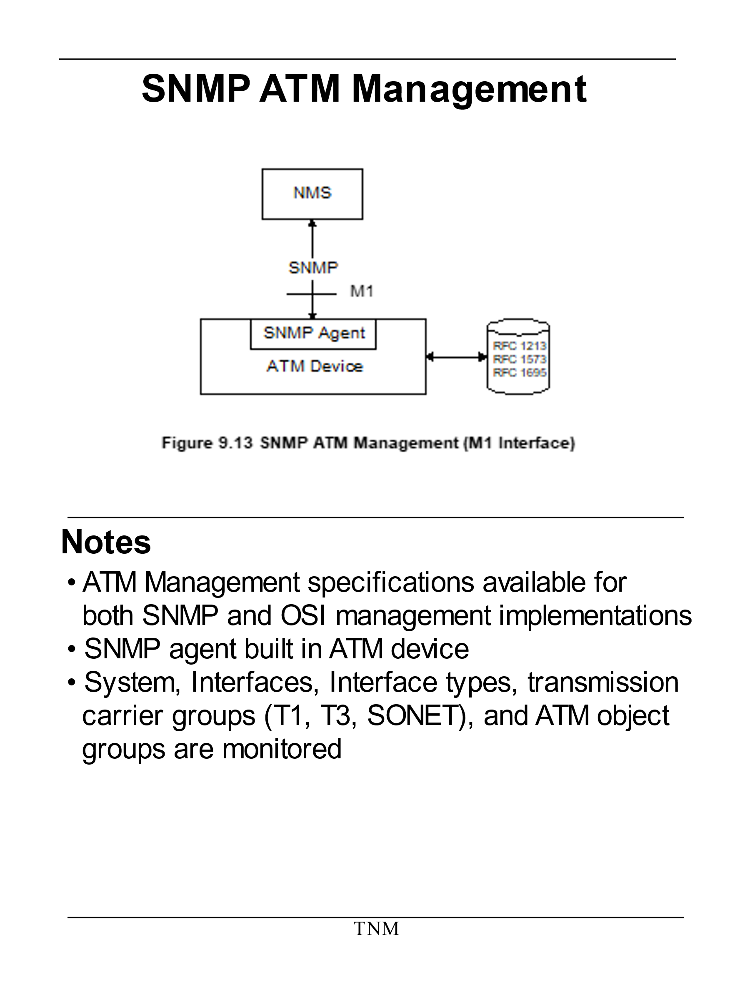 SNMP ATM Management
NMS
SNMP
M1
SNMP Agent
ATM Device
RFC 1213
RFC 1573
RFC 1695
Figure 9.13 SNMP ATM Management (M1 Interface)
Notes
• ATM Management specifications available for
both SNMP and OSI management implementations
• SNMP agent built in ATM device
• System, Interfaces, Interface types, transmission
carrier groups (T1, T3, SONET), and ATM object
groups are monitored
TNM